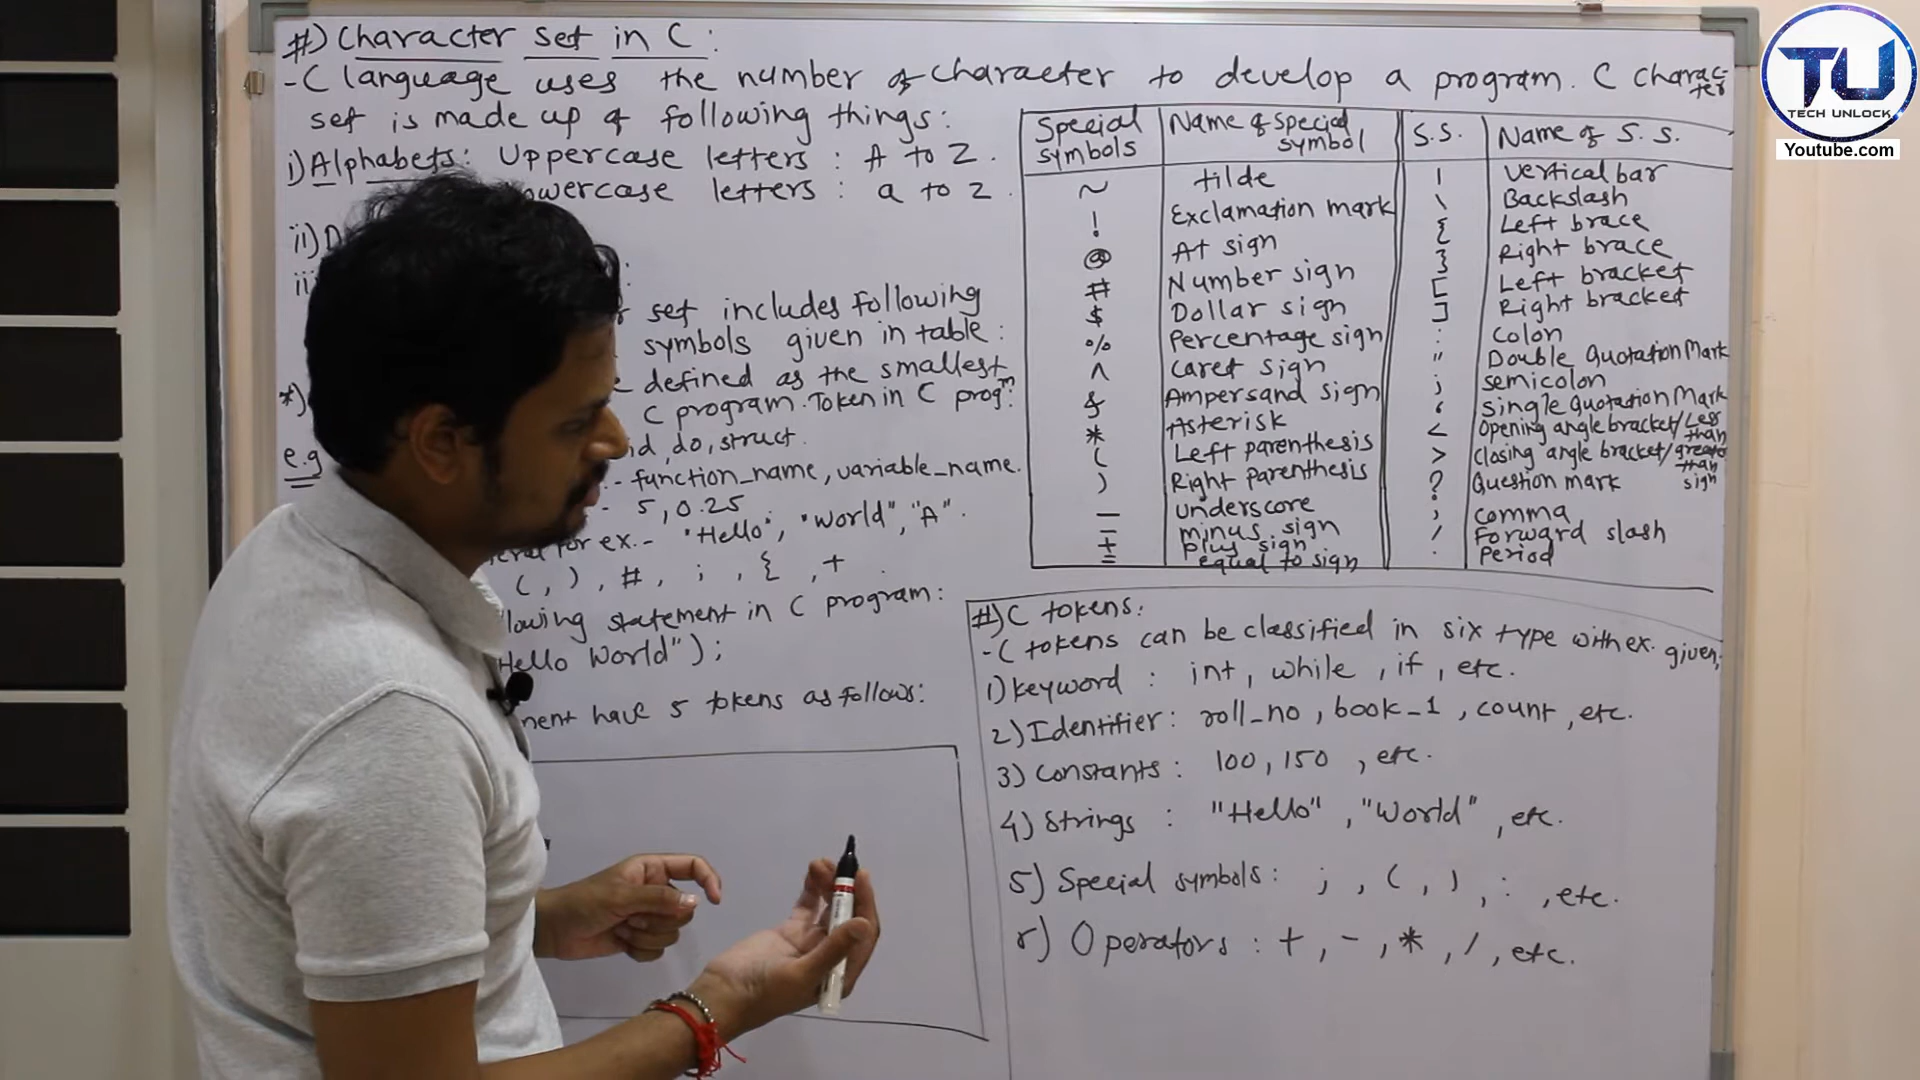 #) Character set in C :
- C language uses the number of character to develop a program. C charac-
ter
set is made up of following things :
i) Alphabets : Uppercase letters : A to Z .
owercase letters : a to z .
ii) D
iii
set includes following
symbols given in table :
defined as the smallest
*)
C program. Token in C progm.
id, do, struct.
e.g
- function_name, variable_name.
- 5, 0.25
for ex. - "Hello", "World", "A".
( , ) , # , ; , { , +
lowing statement in C program :
Hello World") ;
ment have 5 tokens as follows :
Special symbols
Name of special symbol
S.S.
Name of S.S.
~ tilde
! Exclamation mark
@ At sign
# Number sign
$ Dollar sign
% Percentage sign
^ caret sign
& Ampersand sign
* Asterisk
( Left parenthesis
) Right parenthesis
_ underscore
- minus sign
+ plus sign
= equal to sign
| vertical bar
\ Backslash
{ Left brace
} Right brace
[ Left bracket
] Right bracket
: Colon
" Double Quotation Mark
; semicolon
‘ single Quotation Mark
< Opening angle bracket/Less than
> closing angle bracket/greater than sign
? Question mark
, comma
/ Forward slash
. Period
#) C tokens :
- C tokens can be classified in six type with ex. given;
1) Keyword : int, while, if, etc.
2) Identifier : roll_no, book_1, count, etc.
3) Constants : 100, 150, etc.
4) Strings : "Hello", "World", etc.
5) Special symbols : ; , ( , ) , : , etc.
r) Operators : + , - , * , / , etc.
TU
TECH UNLOCK
Youtube.com